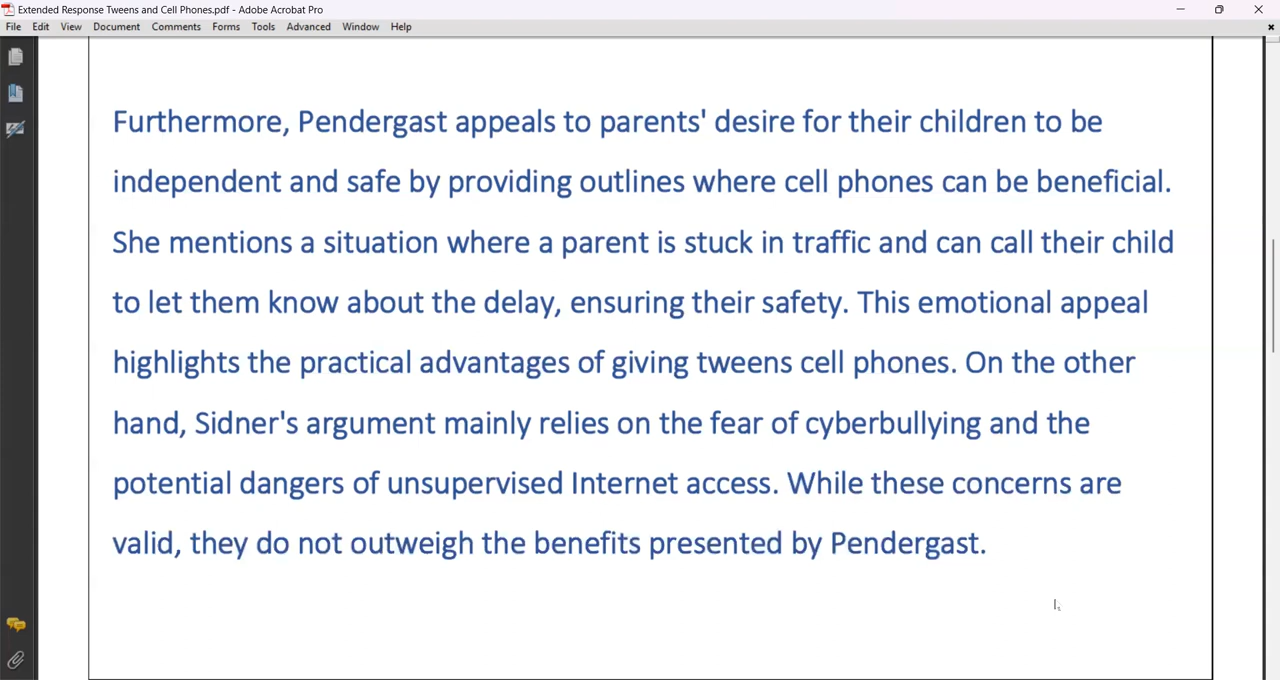 Extended Response Tweens and Cell Phones.pdf - Adobe Acrobat Pro
File Edit View Document Comments Forms Tools Advanced Window Help
Furthermore, Pendergast appeals to parents' desire for their children to be
independent and safe by providing outlines where cell phones can be beneficial.
She mentions a situation where a parent is stuck in traffic and can call their child
to let them know about the delay, ensuring their safety. This emotional appeal
highlights the practical advantages of giving tweens cell phones. On the other
hand, Sidner's argument mainly relies on the fear of cyberbullying and the
potential dangers of unsupervised Internet access. While these concerns are
valid, they do not outweigh the benefits presented by Pendergast.